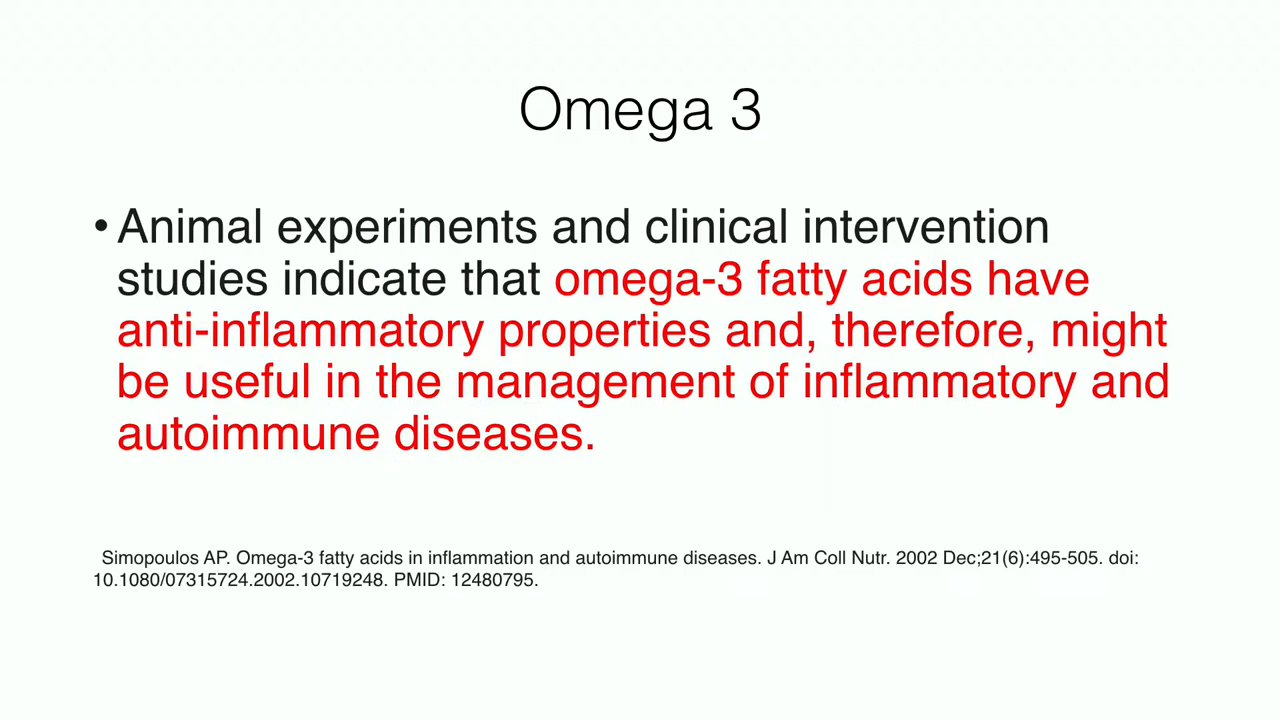 Omega 3
• Animal experiments and clinical intervention
studies indicate that omega-3 fatty acids have
anti-inflammatory properties and, therefore, might
be useful in the management of inflammatory and
autoimmune diseases.
Simopoulos AP. Omega-3 fatty acids in inflammation and autoimmune diseases. J Am Coll Nutr. 2002 Dec;21(6):495-505. doi:
10.1080/07315724.2002.10719248. PMID: 12480795.